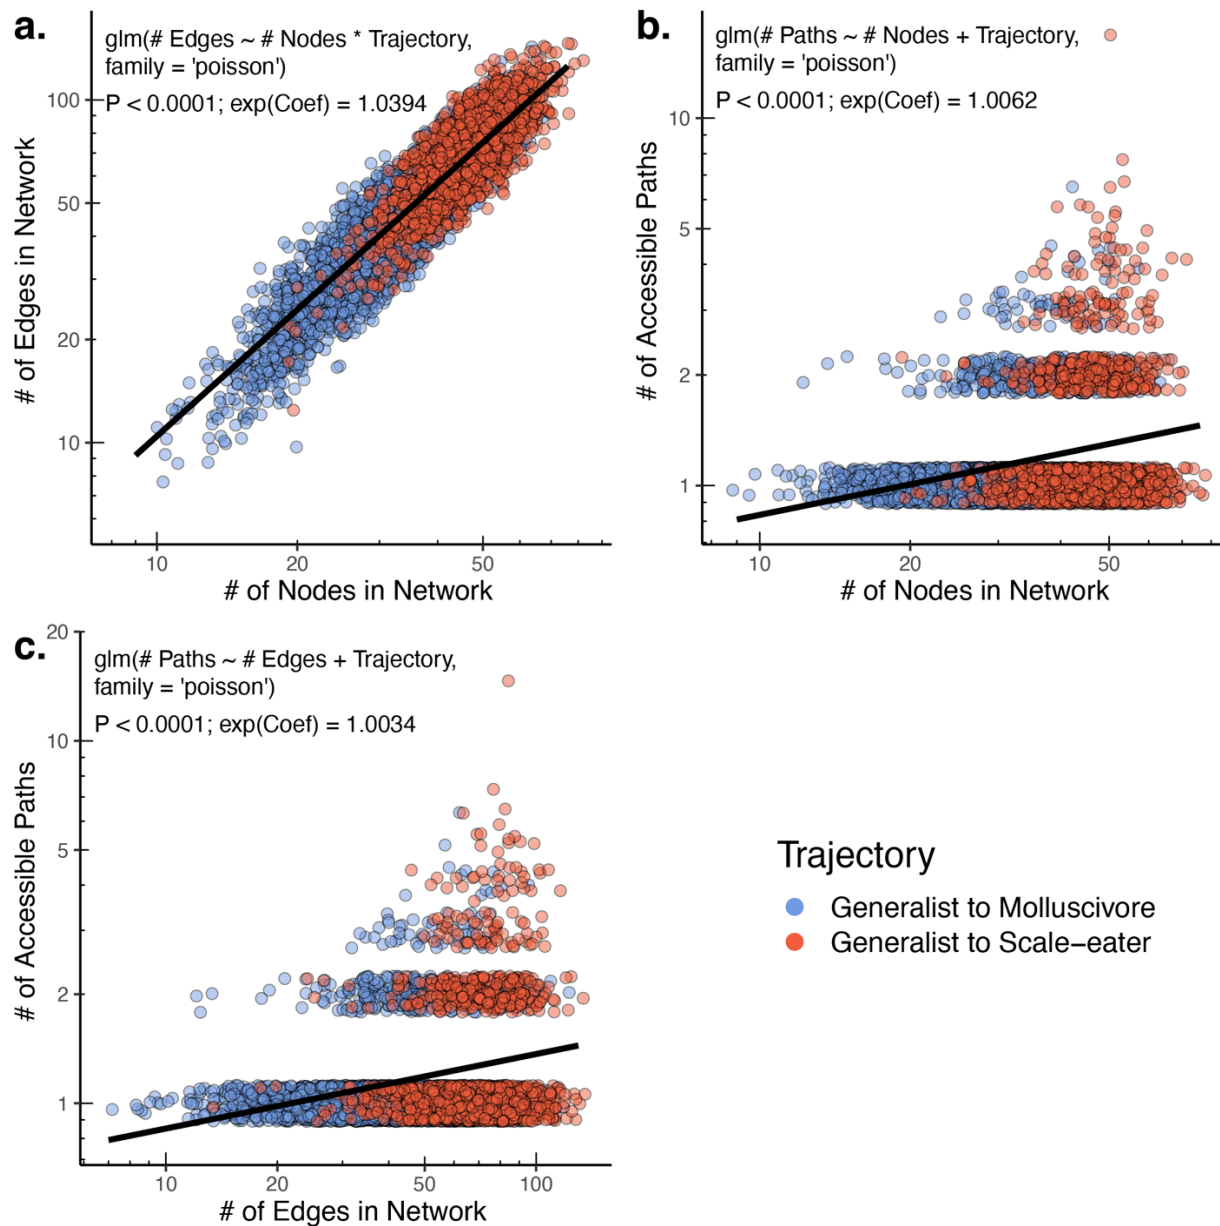 a.
glm(# Edges ~ # Nodes * Trajectory,
family = 'poisson')
P < 0.0001; exp(Coef) = 1.0394
# of Edges in Network
100
50
20
10
10
20
50
# of Nodes in Network
b.
glm(# Paths ~ # Nodes + Trajectory,
family = 'poisson')
P < 0.0001; exp(Coef) = 1.0062
# of Accessible Paths
10
5
2
1
10
20
50
# of Nodes in Network
c.
glm(# Paths ~ # Edges + Trajectory,
family = 'poisson')
P < 0.0001; exp(Coef) = 1.0034
# of Accessible Paths
20
10
5
2
1
10
20
50
100
# of Edges in Network
Trajectory
Generalist to Molluscivore
Generalist to Scale−eater